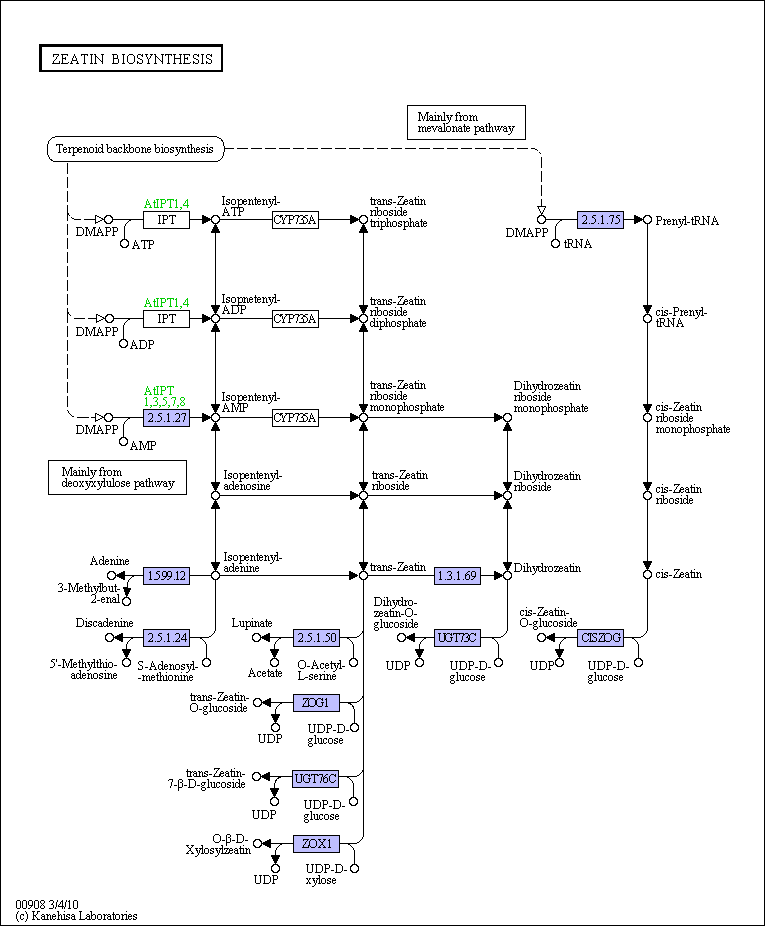 ZEATIN BIOSYNTHESIS
Mainly from
mevalonate pathway
Terpenoid backbone biosynthesis
AtIPT1,4
IPT
DMAPP
ATP
Isopentenyl-
ATP
CYP735A
trans-Zeatin
riboside
triphosphate
DMAPP
tRNA
2.5.1.75
Prenyl-tRNA
AtIPT1,4
IPT
DMAPP
ADP
Isopnetenyl-
ADP
CYP735A
trans-Zeatin
riboside
diphosphate
cis-Prenyl-
tRNA
AtIPT
1,3,5,7,8
2.5.1.27
DMAPP
AMP
Isopentenyl-
AMP
CYP735A
trans-Zeatin
riboside
monophosphate
Dihydrozeatin
riboside
monophosphate
cis-Zeatin
riboside
monophosphate
Mainly from
deoxyxylulose pathway
Isopentenyl-
adenosine
trans-Zeatin
riboside
Dihydrozeatin
riboside
cis-Zeatin
riboside
Adenine
1.5.99.12
3-Methylbut-
2-enal
Isopentenyl-
adenine
trans-Zeatin
1.3.1.69
Dihydrozeatin
cis-Zeatin
Discadenine
2.5.1.24
5'-Methylthio-
adenosine
S-Adenosyl-
-methionine
Lupinate
2.5.1.50
Acetate
O-Acetyl-
L-serine
Dihydro-
zeatin-O-
glucoside
UGT73C
UDP
UDP-D-
glucose
cis-Zeatin-
O-glucoside
CISZOG
UDP
UDP-D-
glucose
trans-Zeatin-
O-glucoside
ZOG1
UDP
UDP-D-
glucose
trans-Zeatin-
7-β-D-glucoside
UGT76C
UDP
UDP-D-
glucose
O-β-D-
Xylosylzeatin
ZOX1
UDP
UDP-D-
xylose
00908 3/4/10
(c) Kanehisa Laboratories